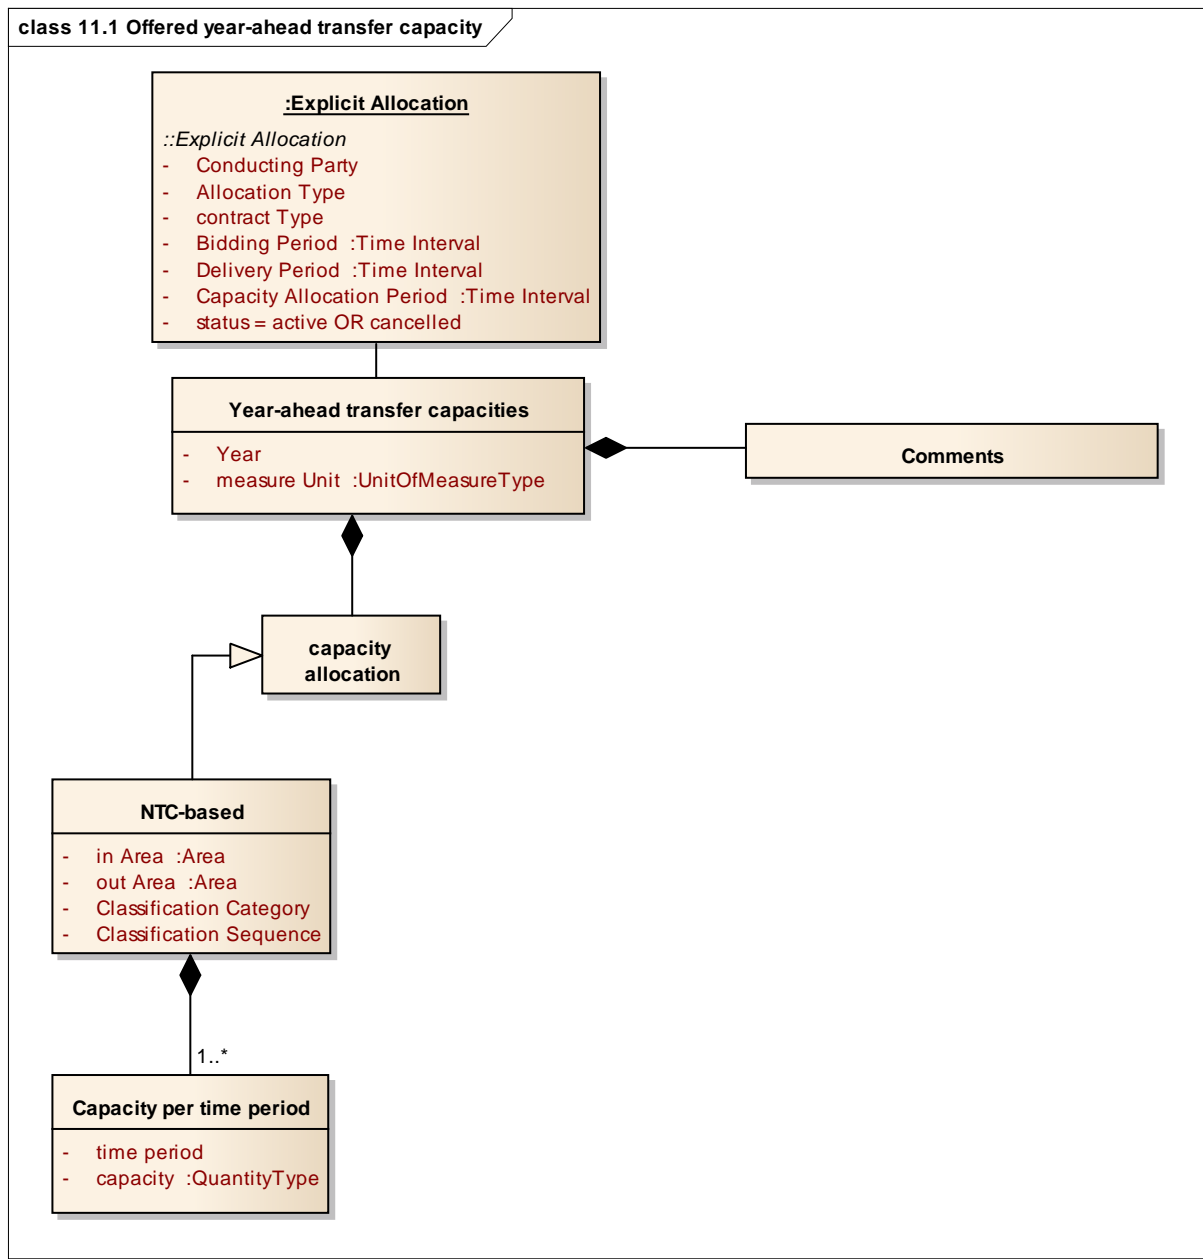 class 11.1 Offered year-ahead transfer capacity
:Explicit Allocation
::Explicit Allocation
- Conducting Party
- Allocation Type
- contract Type
- Bidding Period :Time Interval
- Delivery Period :Time Interval
- Capacity Allocation Period :Time Interval
- status = active OR cancelled
Year-ahead transfer capacities
- Year
- measure Unit :UnitOfMeasureType
Comments
capacity
allocation
NTC-based
- in Area :Area
- out Area :Area
- Classification Category
- Classification Sequence
1..*
Capacity per time period
- time period
- capacity :QuantityType